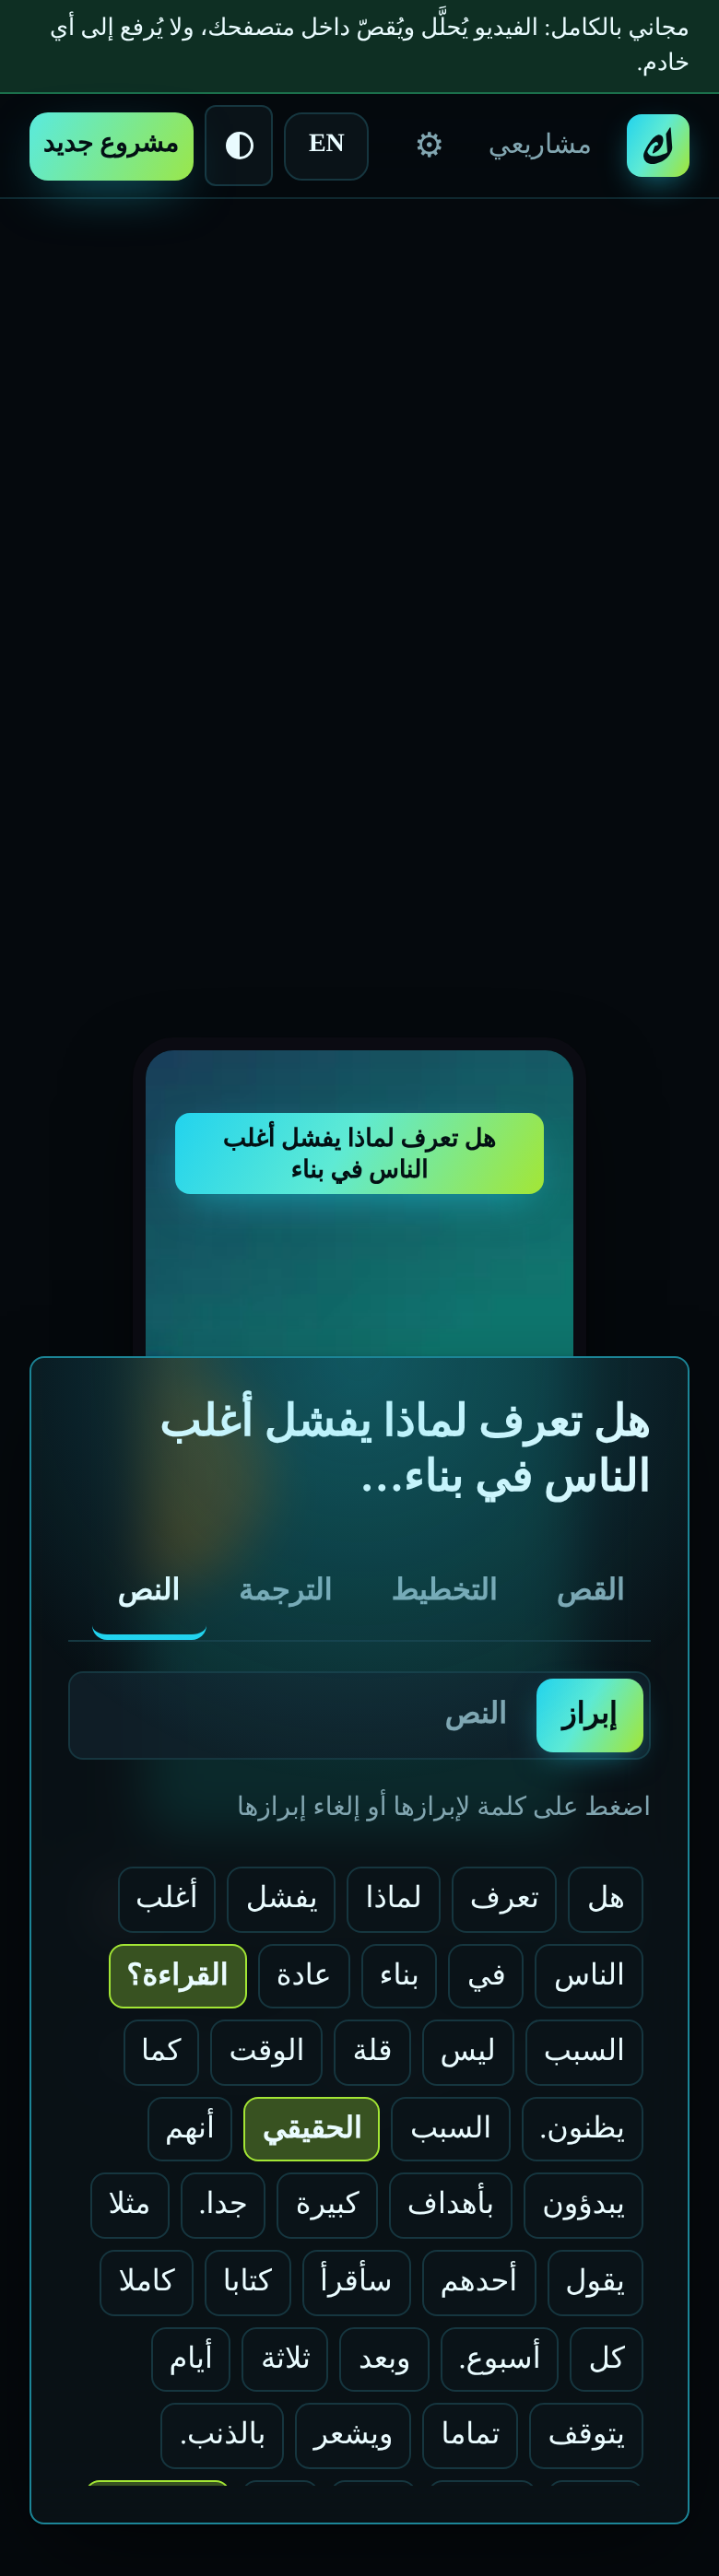 مجاني بالكامل: الفيديو يُحلَّل ويُقصّ داخل متصفحك، ولا يُرفع إلى أي
خادم.
ك مشاريعي EN مشروع جديد
هل تعرف لماذا يفشل أغلب
الناس في بناء
هل تعرف لماذا يفشل أغلب
الناس في بناء…
القص التخطيط الترجمة النص
إبراز النص
اضغط على كلمة لإبرازها أو إلغاء إبرازها
هل تعرف لماذا يفشل أغلب
الناس في بناء عادة القراءة؟
السبب ليس قلة الوقت كما
يظنون. السبب الحقيقي أنهم
يبدؤون بأهداف كبيرة جدا. مثلا
يقول أحدهم سأقرأ كتابا كاملا
كل أسبوع. وبعد ثلاثة أيام
يتوقف تماما ويشعر بالذنب.